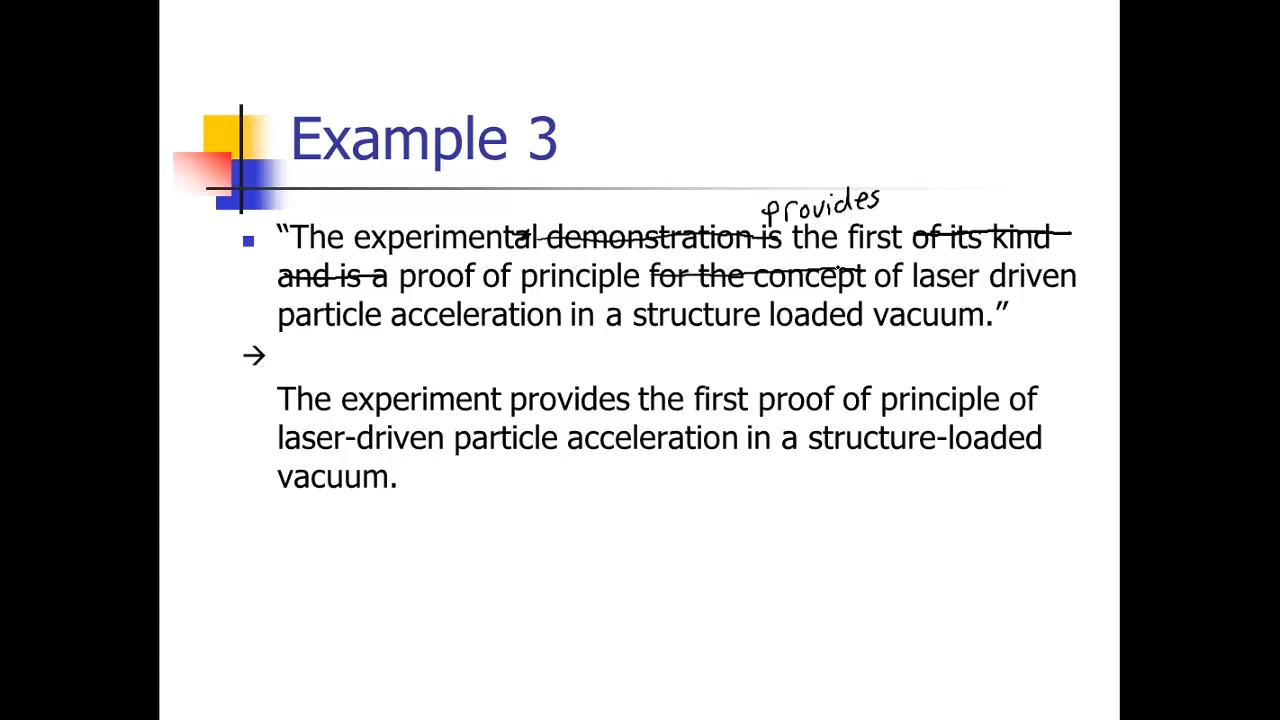 Example 3
provides
“The experimental demonstration is the first of its kind
and is a proof of principle for the concept of laser driven
particle acceleration in a structure loaded vacuum.”
→
The experiment provides the first proof of principle of
laser-driven particle acceleration in a structure-loaded
vacuum.